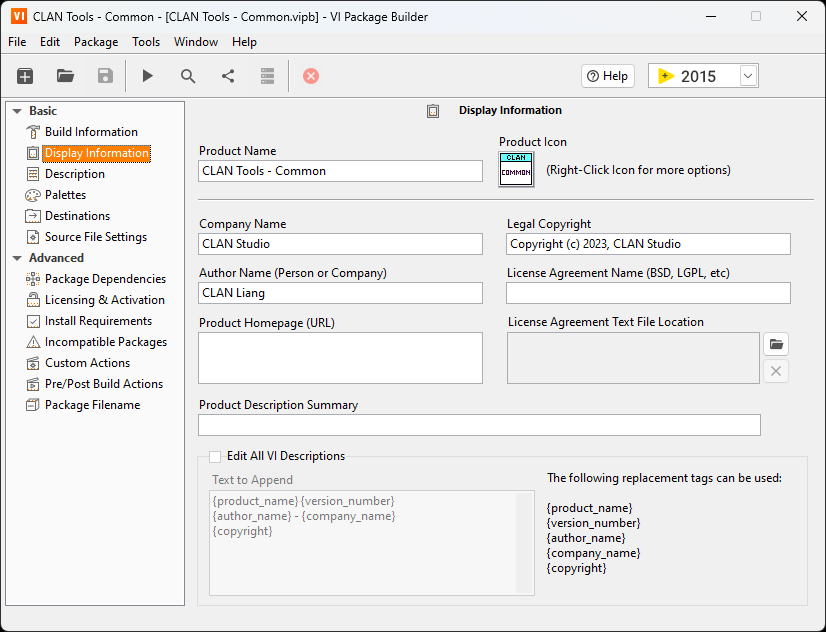 VI CLAN Tools - Common - [CLAN Tools - Common.vipb] - VI Package Builder
File Edit Package Tools Window Help
Help 2015
Basic
Build Information
Display Information
Description
Palettes
Destinations
Source File Settings
Advanced
Package Dependencies
Licensing & Activation
Install Requirements
Incompatible Packages
Custom Actions
Pre/Post Build Actions
Package Filename
Display Information
Product Name
CLAN Tools - Common
Product Icon
CLAN
COMMON
(Right-Click Icon for more options)
Company Name
CLAN Studio
Legal Copyright
Copyright (c) 2023, CLAN Studio
Author Name (Person or Company)
CLAN Liang
License Agreement Name (BSD, LGPL, etc)
Product Homepage (URL)
License Agreement Text File Location
Product Description Summary
Edit All VI Descriptions
Text to Append
{product_name} {version_number}
{author_name} - {company_name}
{copyright}
The following replacement tags can be used:
{product_name}
{version_number}
{author_name}
{company_name}
{copyright}